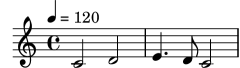 ♩ = 120